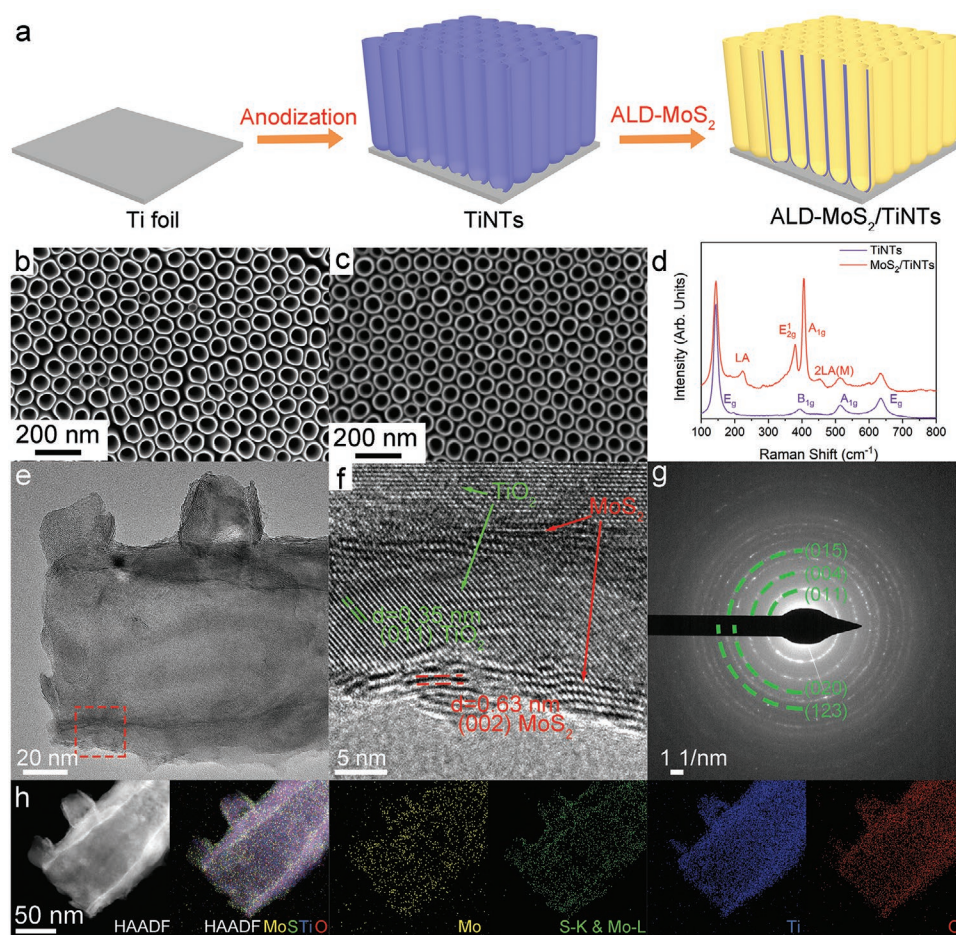 a
Anodization
ALD-MoS₂
Ti foil
TiNTs
ALD-MoS₂/TiNTs
b
200 nm
c
200 nm
d
TiNTs
MoS₂/TiNTs
Intensity (Arb. Units)
LA
E¹₂g
A₁g
2LA(M)
Eg
B₁g
A₁g
Eg
100 200 300 400 500 600 700 800
Raman Shift (cm⁻¹)
e
20 nm
f
TiO₂
MoS₂
d=0.35 nm
(011) TiO₂
d=0.63 nm
(002) MoS₂
5 nm
g
(015)
(004)
(011)
(020)
(123)
1 1/nm
h
50 nm
HAADF
HAADF MoS Ti O
Mo
S-K & Mo-L
Ti
O